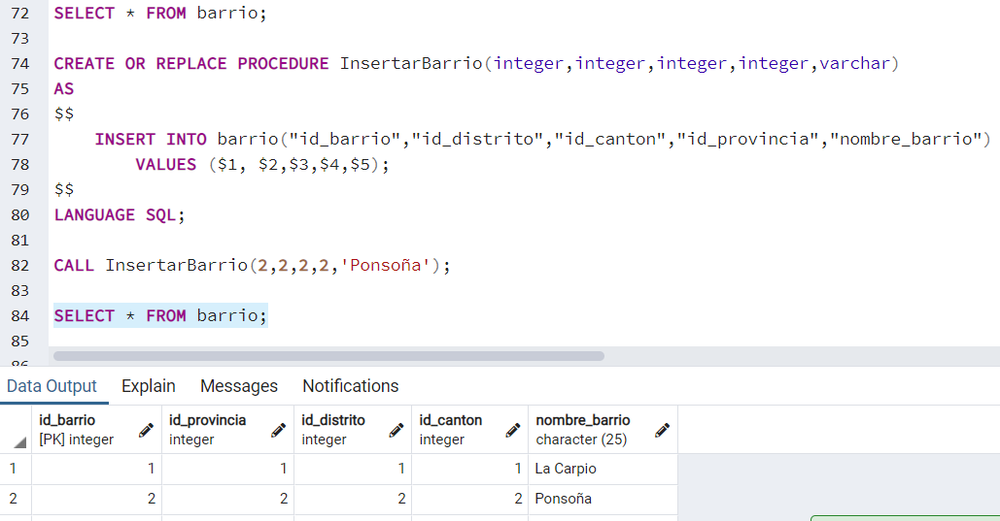 72 SELECT * FROM barrio;
73
74 CREATE OR REPLACE PROCEDURE InsertarBarrio(integer,integer,integer,integer,varchar)
75 AS
76 $$
77 INSERT INTO barrio("id_barrio","id_distrito","id_canton","id_provincia","nombre_barrio")
78 VALUES ($1, $2,$3,$4,$5);
79 $$
80 LANGUAGE SQL;
81
82 CALL InsertarBarrio(2,2,2,2,'Ponsoña');
83
84 SELECT * FROM barrio;
85
86
Data Output Explain Messages Notifications
id_barrio id_provincia id_distrito id_canton nombre_barrio
[PK] integer integer integer integer character (25)
1 1 1 1 1 La Carpio
2 2 2 2 2 Ponsoña